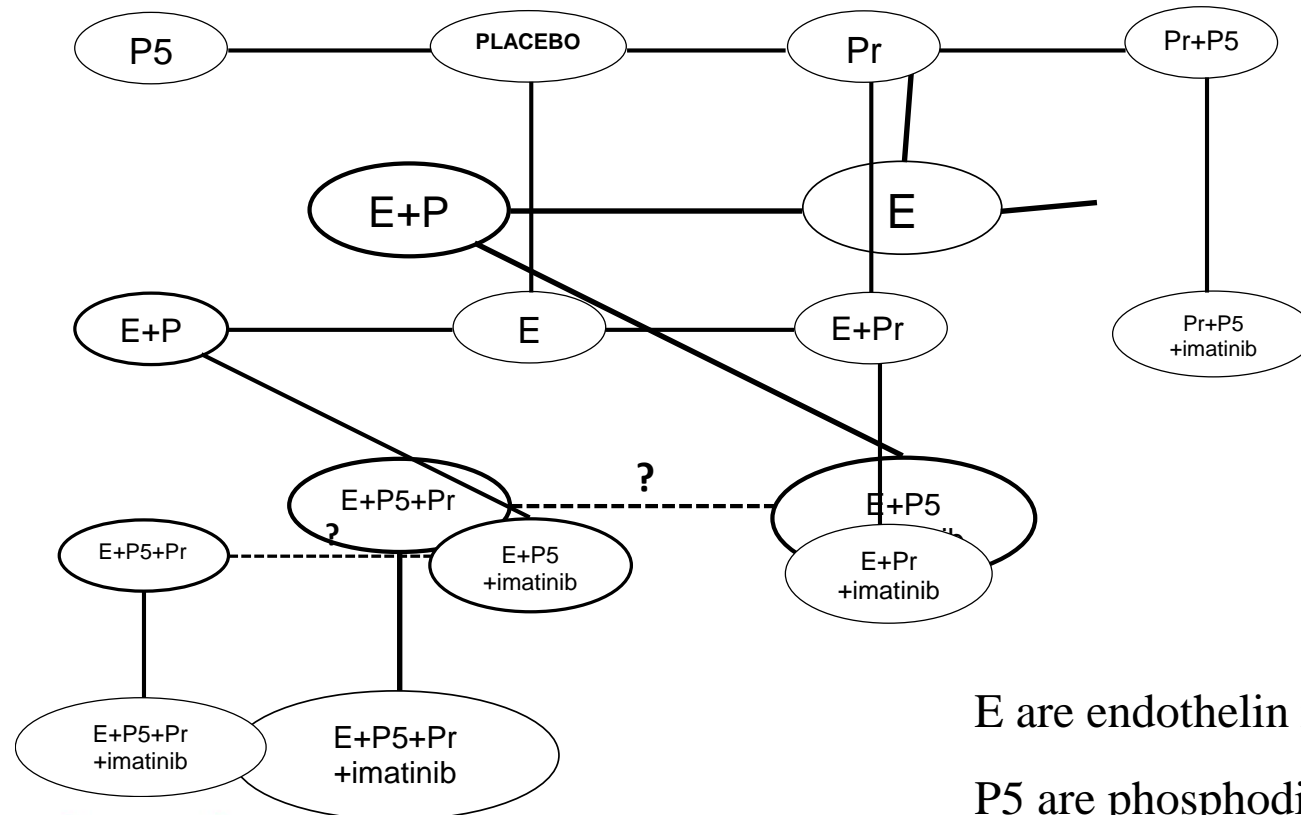 P5
PLACEBO
Pr
Pr+P5
E+P
E
E+P
E
E+Pr
Pr+P5
+imatinib
E+P5+Pr
?
E+P5
?
E+P5+Pr
E+P5
+imatinib
E+Pr
+imatinib
E+P5+Pr
+imatinib
E+P5+Pr
+imatinib
E are endothelin
P5 are phosphodi